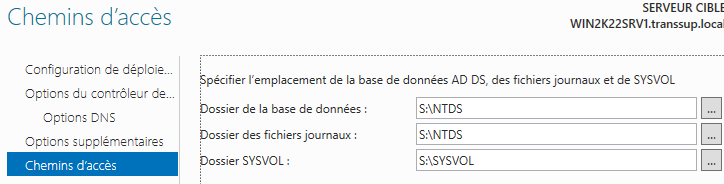 Chemins d’accès
SERVEUR CIBLE
WIN2K22SRV1.transsup.local
Configuration de déploie...
Options du contrôleur de...
Options DNS
Options supplémentaires
Chemins d’accès
Spécifier l’emplacement de la base de données AD DS, des fichiers journaux et de SYSVOL
Dossier de la base de données : S:\NTDS ...
Dossier des fichiers journaux : S:\NTDS ...
Dossier SYSVOL : S:\SYSVOL ...